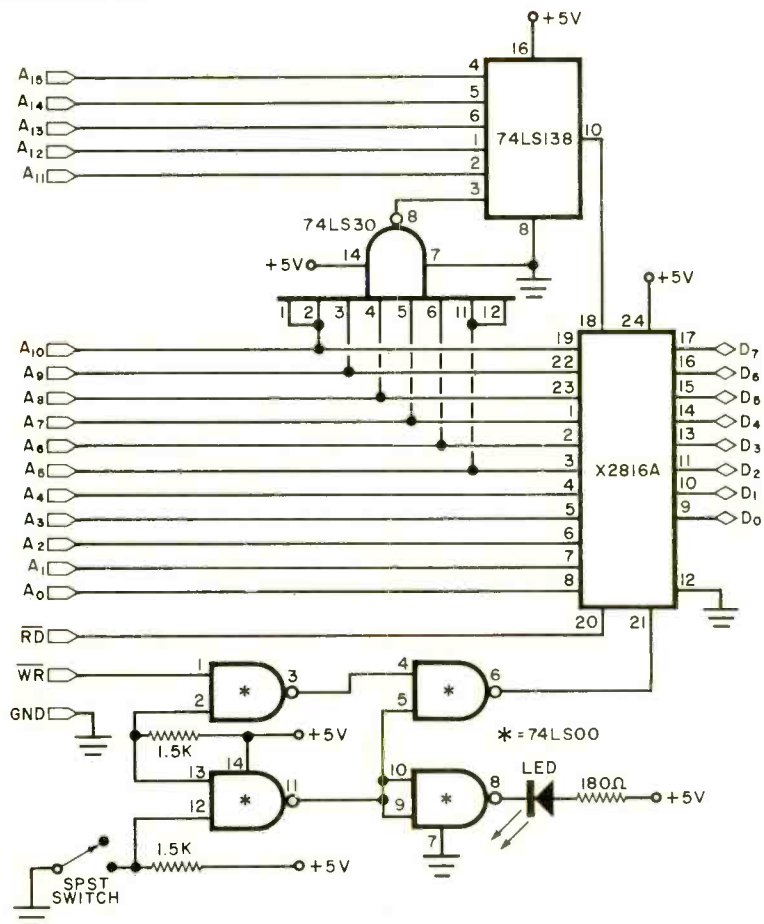 +5V
16
A15 4
A14 5
A13 6
A12 1
A11 2
74LS138
10
3
74LS30
8
8
+5V 14 7
1 2 3 4 5 6 11 12
+5V
18 24
A10 19 17 D7
A9 22 16 D6
A8 23 15 D5
A7 1 14 D4
A6 2 13 D3
A5 3 11 D2
X2816A
A4 4 10 D1
A3 5 9 D0
A2 6
A1 7
A0 8 12
RD 20 21
WR 1 3 4 6
* *
2 5
GND
1.5K +5V
* = 74LS00
13 14 11 10 8 LED 180Ω +5V
* *
12 9
7
1.5K +5V
SPST
SWITCH